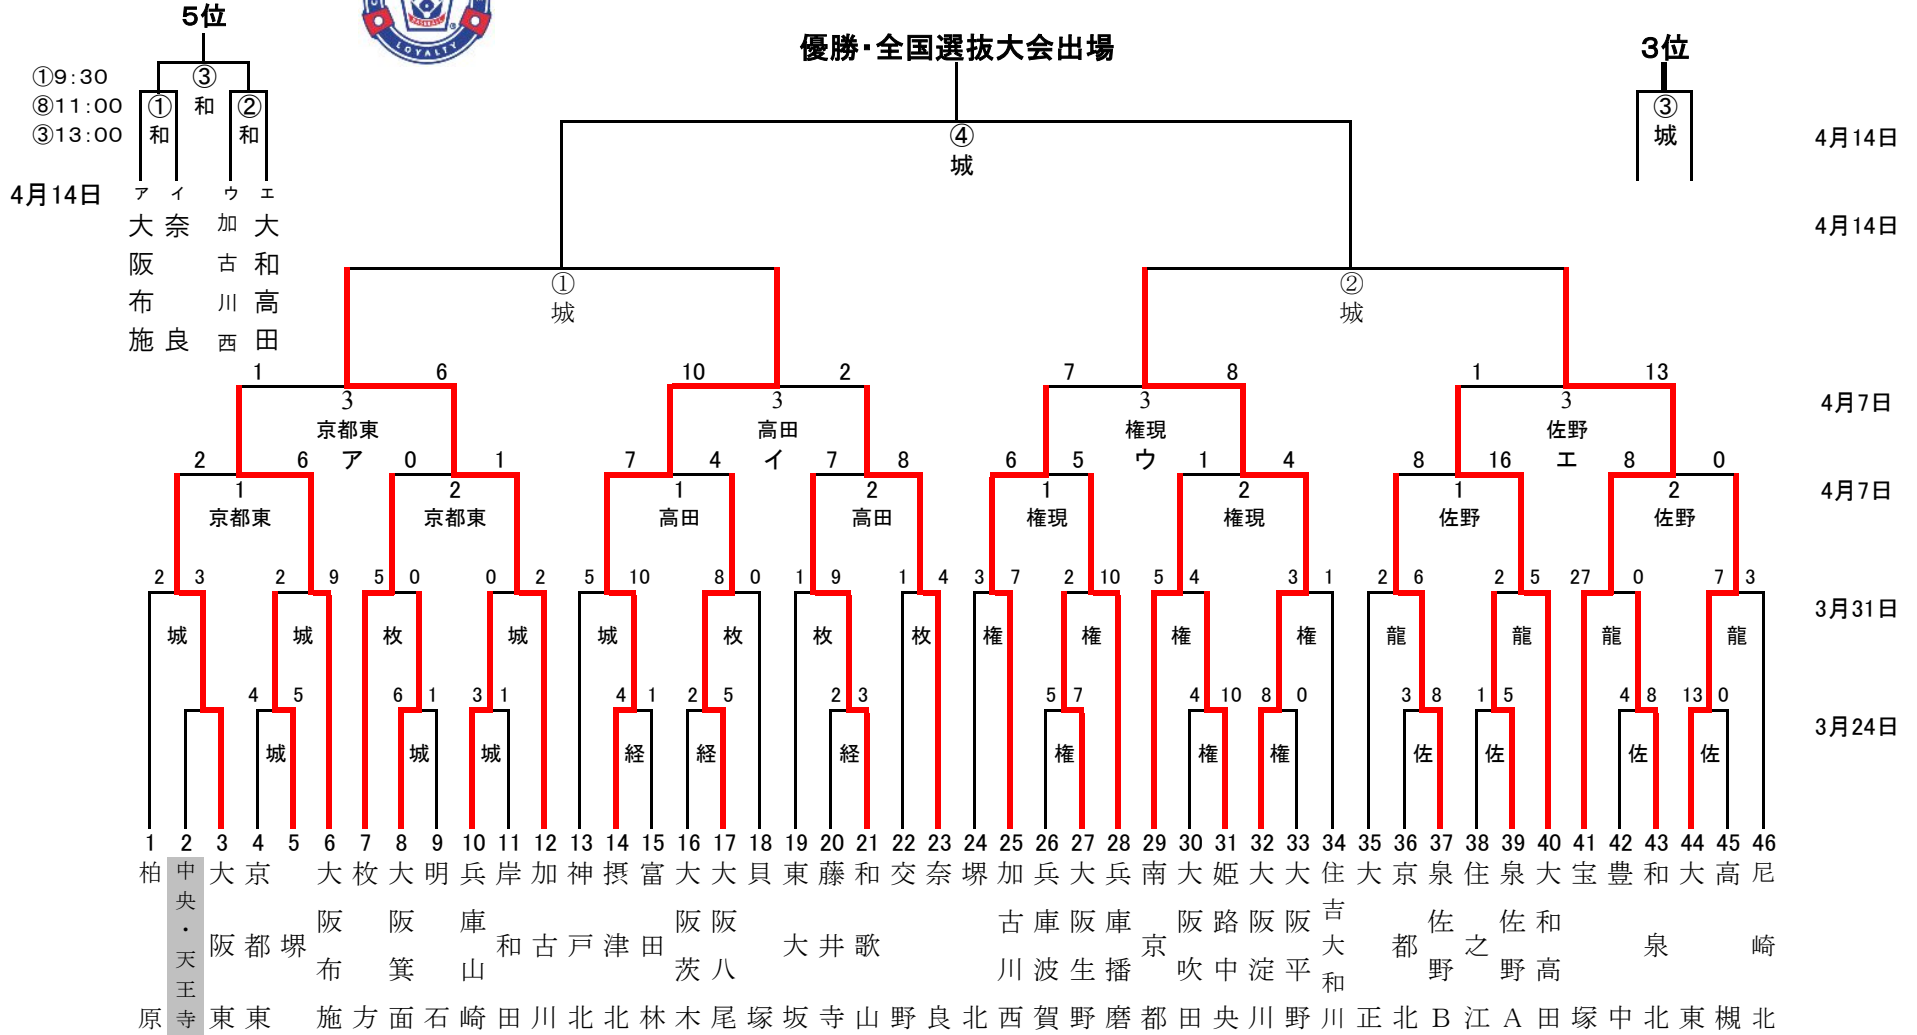 5位
LOYALTY
優勝・全国選抜大会出場
3位
①9:30
⑧11:00
③13:00
③
和
①
和
②
和
③
城
④
城
4月14日
4月14日
4月14日
ア イ ウ エ
大阪布施
奈良
加古川西
大和高田
①
城
②
城
1 6 10 2 7 8 1 13
3 3 3 3
京都東 高田 権現 佐野
4月7日
ア イ ウ エ
2 6 0 1 7 4 7 8 6 5 1 4 8 16 8 0
1 2 1 2 1 2 1 2
京都東 京都東 高田 高田 権現 権現 佐野 佐野
4月7日
2 3 2 9 5 0 0 2 5 10 8 0 1 9 1 4 3 7 2 10 5 4 3 1 2 6 2 5 27 0 7 3
3月31日
城 城 枚 城 城 枚 枚 枚 権 権 権 権 龍 龍 龍 龍
4 5 6 1 3 1 4 1 2 5 2 3 5 7 4 10 8 0 3 8 1 5 4 8 13 0
3月24日
城 城 城 経 経 経 権 権 権 佐 佐 佐 佐
1 2 3 4 5 6 7 8 9 10 11 12 13 14 15 16 17 18 19 20 21 22 23 24 25 26 27 28 29 30 31 32 33 34 35 36 37 38 39 40 41 42 43 44 45 46
柏原
中央・天王寺
大阪東
京都東
堺
大阪布施
枚方
大阪箕面
明石
兵庫山崎
岸和田
加古川
神戸北
摂津北
富田林
大阪茨木
大阪八尾
貝塚
東大坂
藤井寺
和歌山
交野
奈良
堺北
加古川西
兵庫波賀
大阪生野
兵庫播磨
南京都
大阪吹田
姫路中央
大阪淀川
大阪平野
住吉大和川
大正
京都北
泉佐野B
住之江
泉佐野A
大和高田
宝塚
豊中
和泉北
大東
高槻
尼崎北